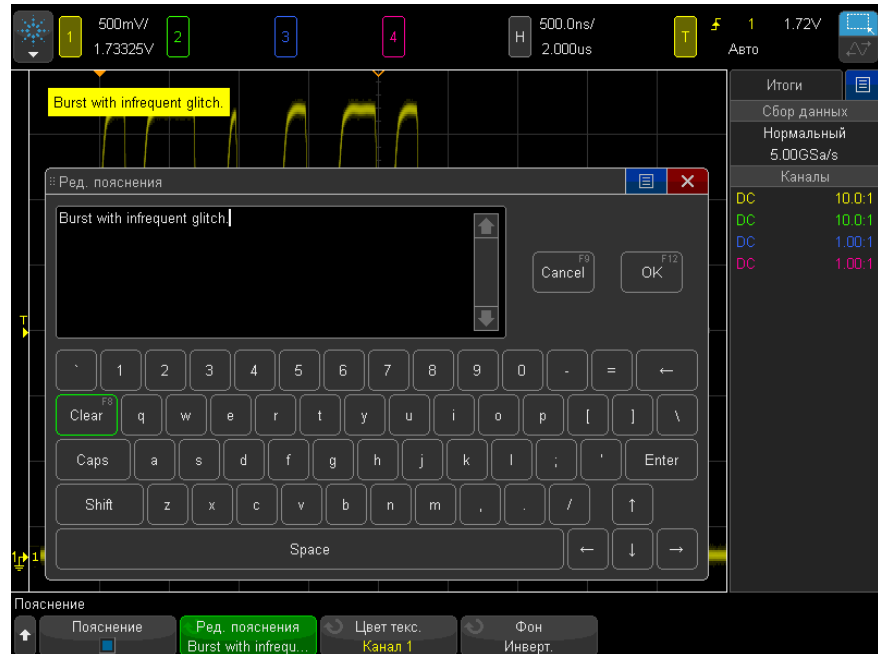 1 500mV/ 1.73325V 2 3 4 H 500.0ns/ 2.000us T 1 1.72V Авто
Burst with infrequent glitch.
Итоги
Сбор данных
Нормальный
5.00GSa/s
Каналы
DC 10.0:1
DC 10.0:1
DC 1.00:1
DC 1.00:1
Ред. пояснения
Burst with infrequent glitch.
Cancel F9 OK F12
T
` 1 2 3 4 5 6 7 8 9 0 - = ←
Clear F8 q w e r t y u i o p [ ] \
Caps a s d f g h j k l ; ' Enter
Shift z x c v b n m , . / ↑
Space ← ↓ →
1 1
Пояснение
Пояснение Ред. пояснения Цвет текс. Фон
Burst with infrequ... Канал 1 Инверт.